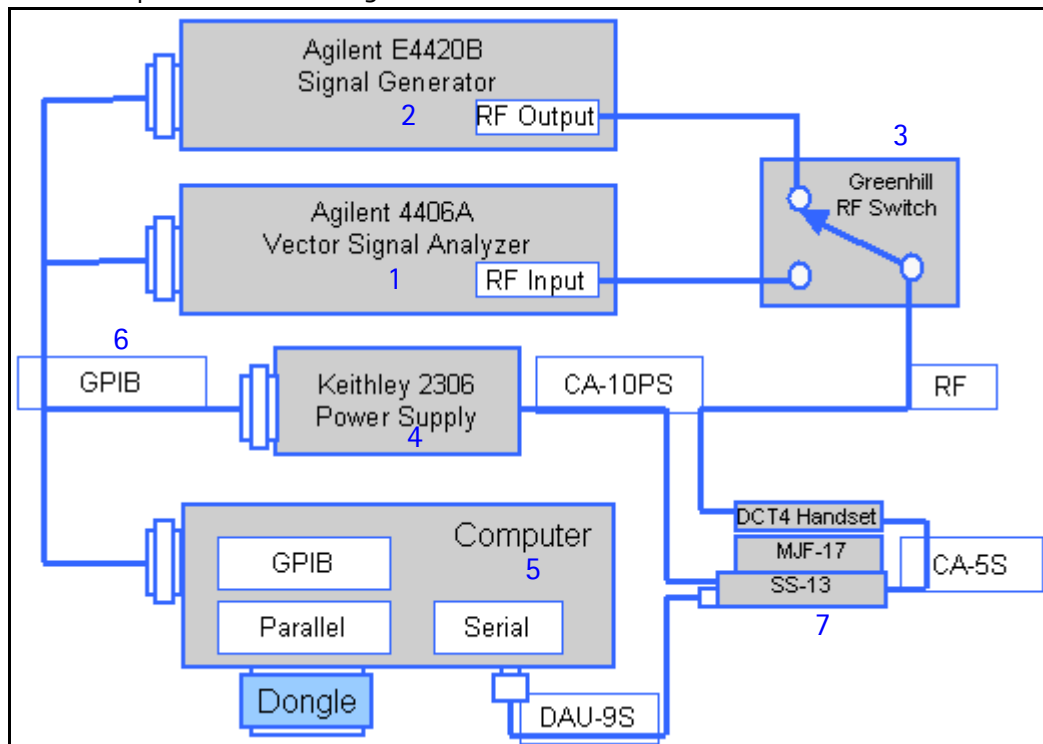 Agilent E4420B
Signal Generator
2
RF Output
3
Greenhill
RF Switch
Agilent 4406A
Vector Signal Analyzer
1
RF Input
6
GPIB
Keithley 2306
Power Supply
4
CA-10PS
RF
Computer
5
GPIB
Parallel
Serial
Dongle
DAU-9S
DCT4 Handset
MJF-17
SS-13
7
CA-5S